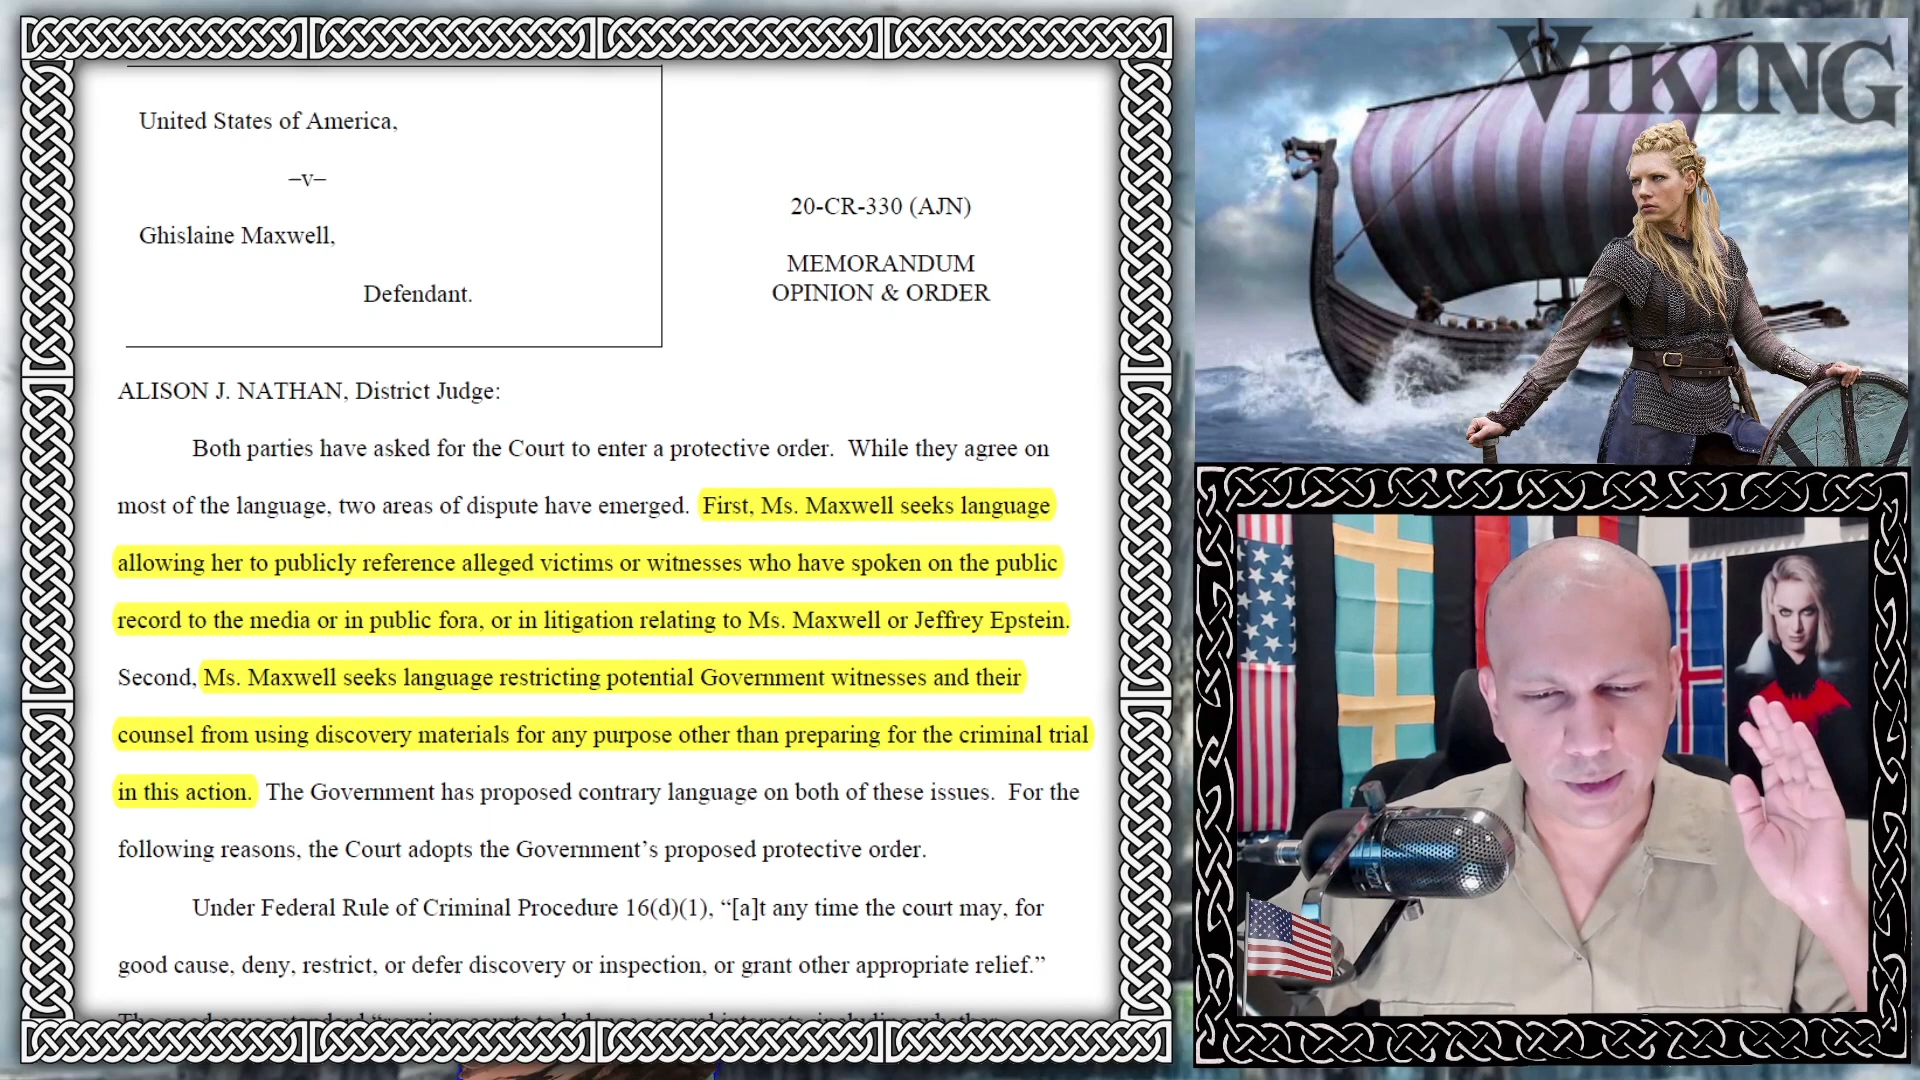 United States of America,
–v–
Ghislaine Maxwell,
Defendant.
20-CR-330 (AJN)
MEMORANDUM
OPINION & ORDER
ALISON J. NATHAN, District Judge:
Both parties have asked for the Court to enter a protective order. While they agree on
most of the language, two areas of dispute have emerged. First, Ms. Maxwell seeks language
allowing her to publicly reference alleged victims or witnesses who have spoken on the public
record to the media or in public fora, or in litigation relating to Ms. Maxwell or Jeffrey Epstein.
Second, Ms. Maxwell seeks language restricting potential Government witnesses and their
counsel from using discovery materials for any purpose other than preparing for the criminal trial
in this action. The Government has proposed contrary language on both of these issues. For the
following reasons, the Court adopts the Government’s proposed protective order.
Under Federal Rule of Criminal Procedure 16(d)(1), “[a]t any time the court may, for
good cause, deny, restrict, or defer discovery or inspection, or grant other appropriate relief.”
VIKING